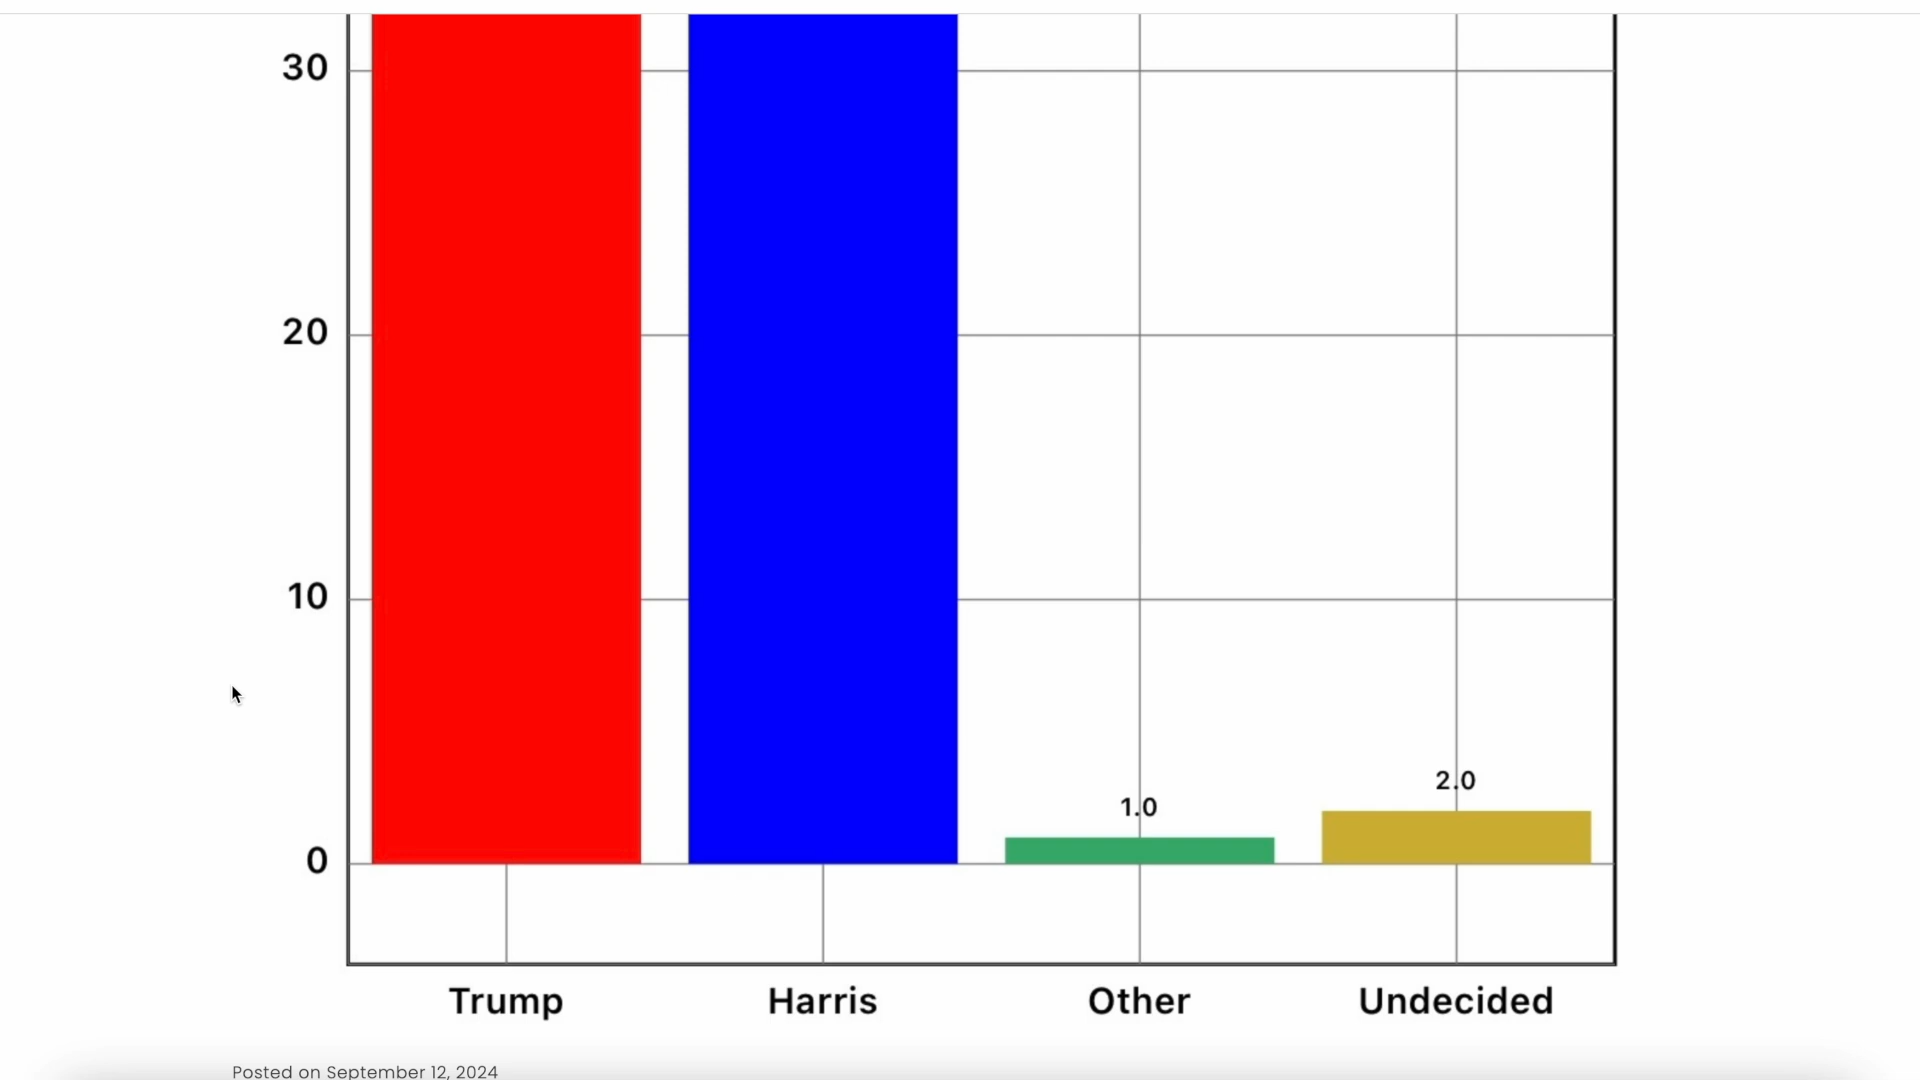 30
20
10
0
1.0
2.0
Trump
Harris
Other
Undecided
Posted on September 12, 2024